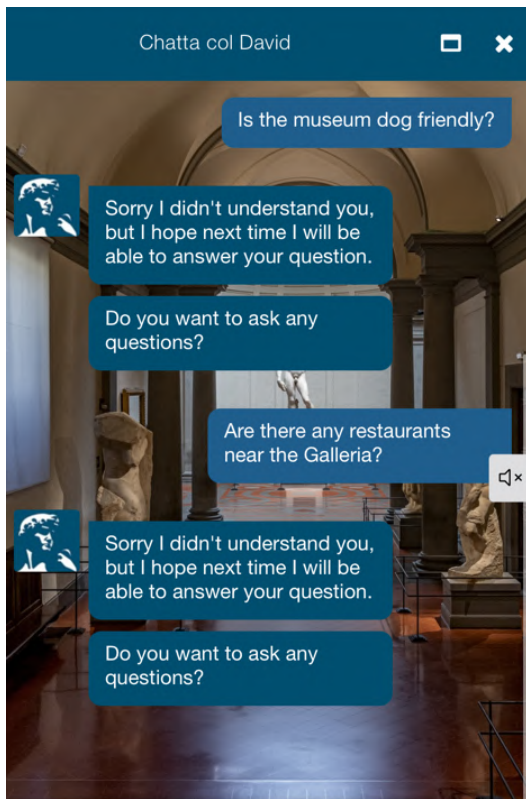 Chatta col David
Is the museum dog friendly?
Sorry I didn't understand you,
but I hope next time I will be
able to answer your question.
Do you want to ask any
questions?
Are there any restaurants
near the Galleria?
Sorry I didn't understand you,
but I hope next time I will be
able to answer your question.
Do you want to ask any
questions?